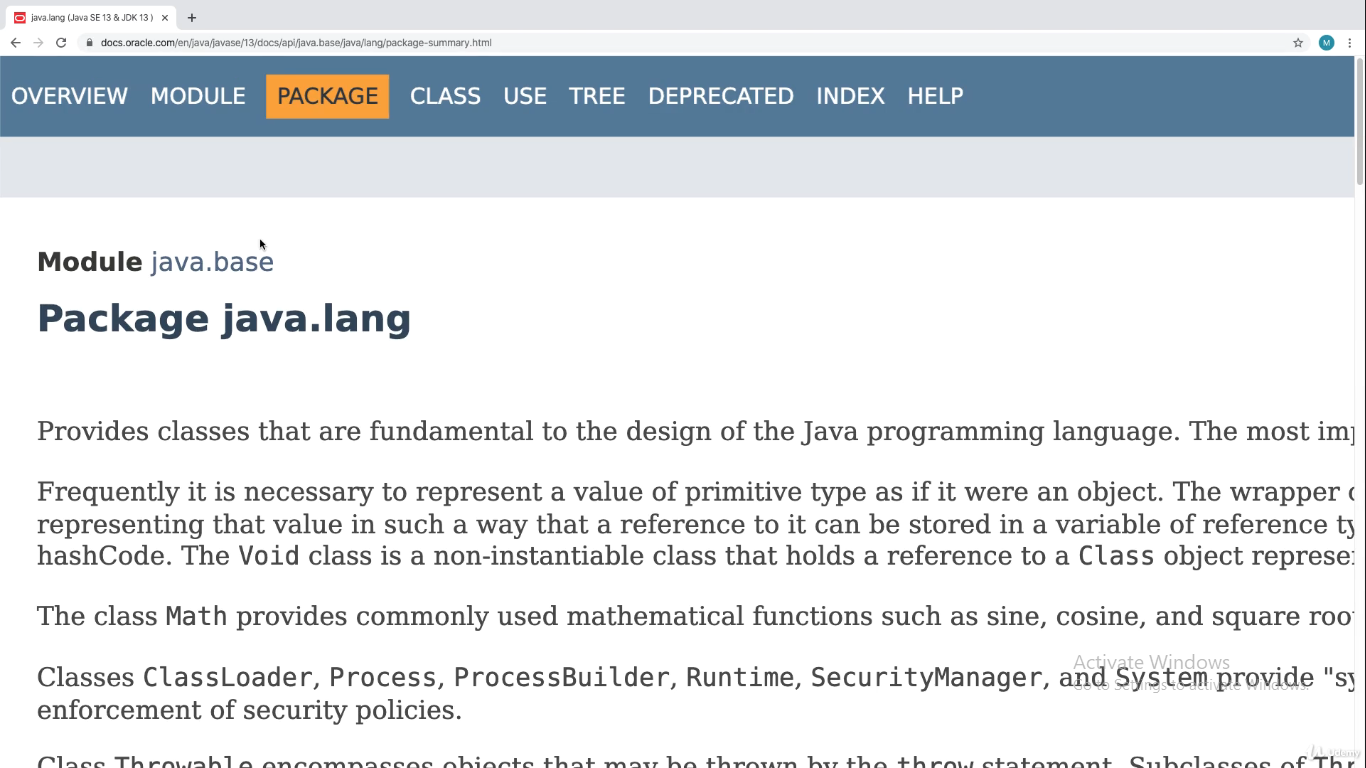 java.lang (Java SE 13 & JDK 13 )
docs.oracle.com/en/java/javase/13/docs/api/java.base/java/lang/package-summary.html
M
OVERVIEW MODULE PACKAGE CLASS USE TREE DEPRECATED INDEX HELP
Module java.base
Package java.lang
Provides classes that are fundamental to the design of the Java programming language. The most imp
Frequently it is necessary to represent a value of primitive type as if it were an object. The wrapper c
representing that value in such a way that a reference to it can be stored in a variable of reference ty
hashCode. The Void class is a non-instantiable class that holds a reference to a Class object represe
The class Math provides commonly used mathematical functions such as sine, cosine, and square roo
Classes ClassLoader, Process, ProcessBuilder, Runtime, SecurityManager, and System provide "sy
enforcement of security policies.
Activate Windows
Go to Settings to activate Windows.
Class Throwable encompasses objects that may be thrown by the throw statement. Subclasses of Thr
Udemy